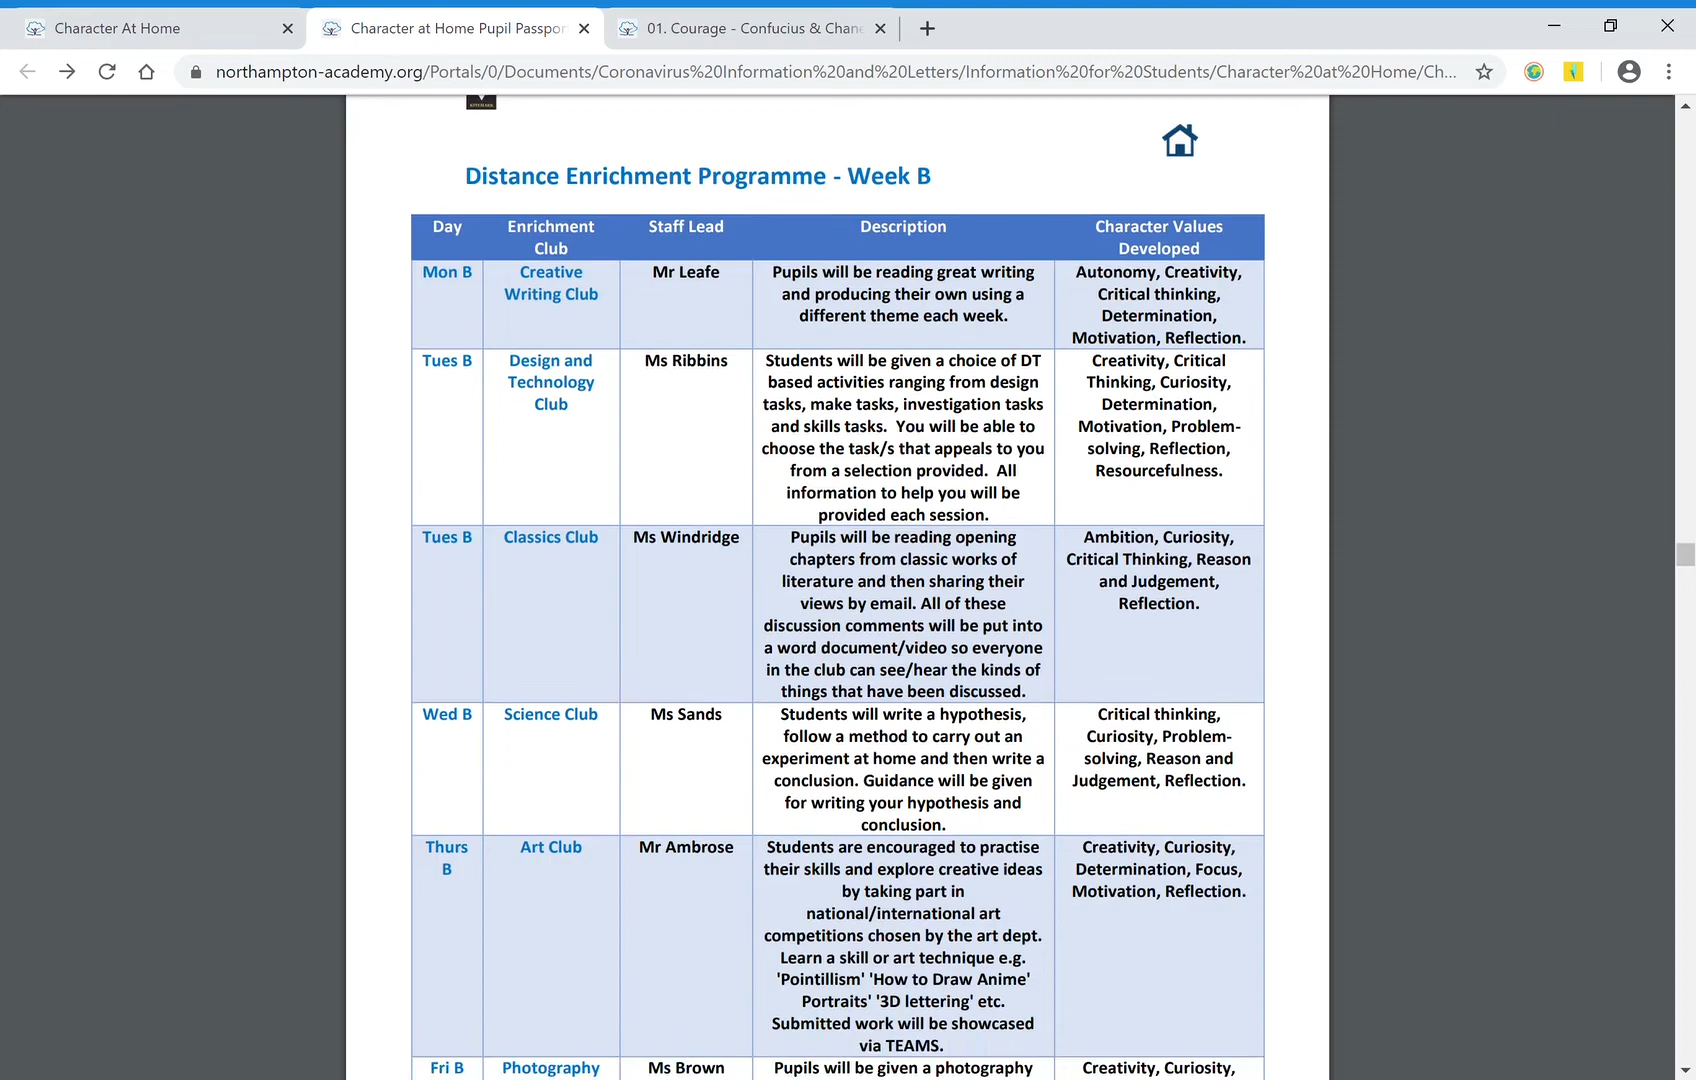 Character At Home
Character at Home Pupil Passpor
01. Courage - Confucius & Chan
northampton-academy.org/Portals/0/Documents/Coronavirus%20Information%20and%20Letters/Information%20for%20Students/Character%20at%20Home/Ch...
Distance Enrichment Programme - Week B
Day Enrichment Club Staff Lead Description Character Values Developed
Mon B Creative Writing Club Mr Leafe
Pupils will be reading great writing
and producing their own using a
different theme each week.
Autonomy, Creativity,
Critical thinking,
Determination,
Motivation, Reflection.
Tues B Design and Technology Club Ms Ribbins
Students will be given a choice of DT
based activities ranging from design
tasks, make tasks, investigation tasks
and skills tasks. You will be able to
choose the task/s that appeals to you
from a selection provided. All
information to help you will be
provided each session.
Creativity, Critical
Thinking, Curiosity,
Determination,
Motivation, Problem-
solving, Reflection,
Resourcefulness.
Tues B Classics Club Ms Windridge
Pupils will be reading opening
chapters from classic works of
literature and then sharing their
views by email. All of these
discussion comments will be put into
a word document/video so everyone
in the club can see/hear the kinds of
things that have been discussed.
Ambition, Curiosity,
Critical Thinking, Reason
and Judgement,
Reflection.
Wed B Science Club Ms Sands
Students will write a hypothesis,
follow a method to carry out an
experiment at home and then write a
conclusion. Guidance will be given
for writing your hypothesis and
conclusion.
Critical thinking,
Curiosity, Problem-
solving, Reason and
Judgement, Reflection.
Thurs B Art Club Mr Ambrose
Students are encouraged to practise
their skills and explore creative ideas
by taking part in
national/international art
competitions chosen by the art dept.
Learn a skill or art technique e.g.
'Pointillism' 'How to Draw Anime'
Portraits' '3D lettering' etc.
Submitted work will be showcased
via TEAMS.
Creativity, Curiosity,
Determination, Focus,
Motivation, Reflection.
Fri B Photography Ms Brown
Pupils will be given a photography
Creativity, Curiosity,